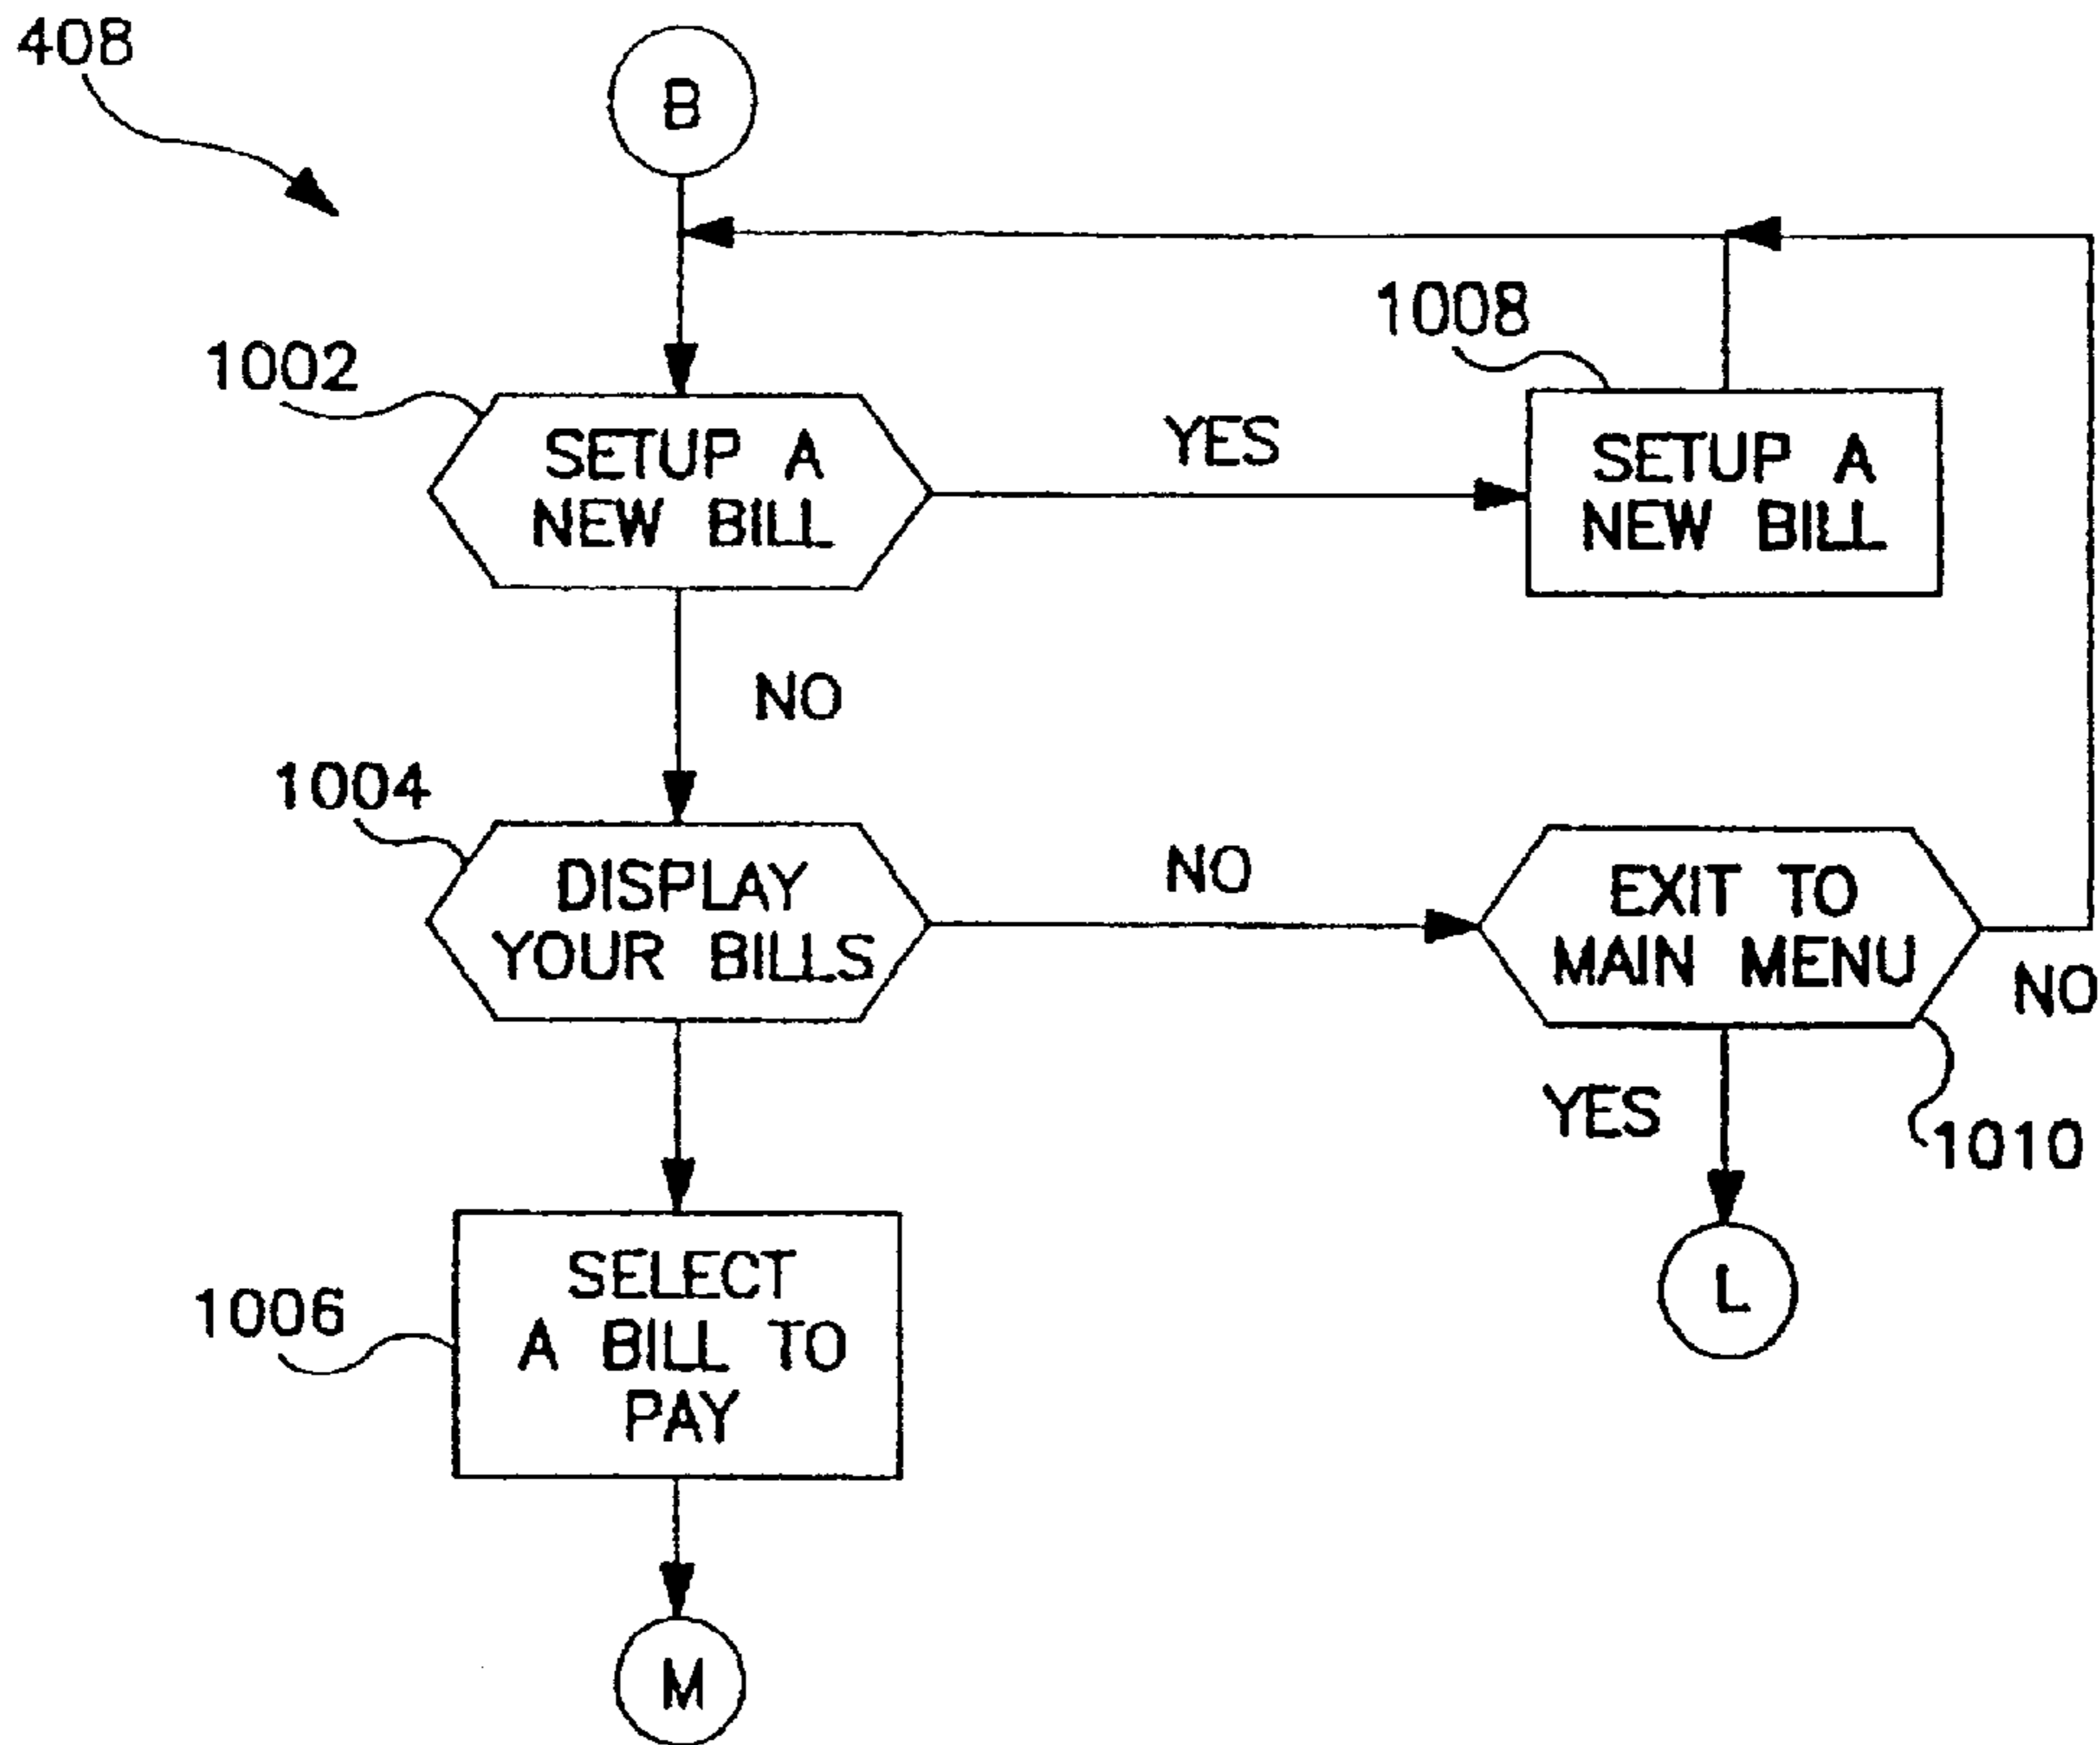 408
B
1008
1002
SETUP A
NEW BILL
YES
SETUP A
NEW BILL
NO
1004
DISPLAY
YOUR BILLS
NO
EXIT TO
MAIN MENU
NO
YES
1010
SELECT
A BILL TO
PAY
1006
L
M